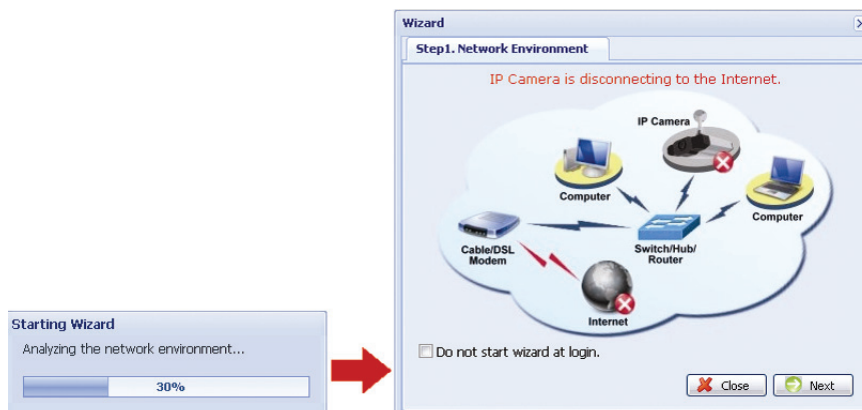 Starting Wizard
Analyzing the network environment...
30%
Wizard
Step1. Network Environment
IP Camera is disconnecting to the Internet.
IP Camera
Computer
Computer
Cable/DSL
Modem
Switch/Hub/
Router
Internet
Do not start wizard at login.
Close
Next